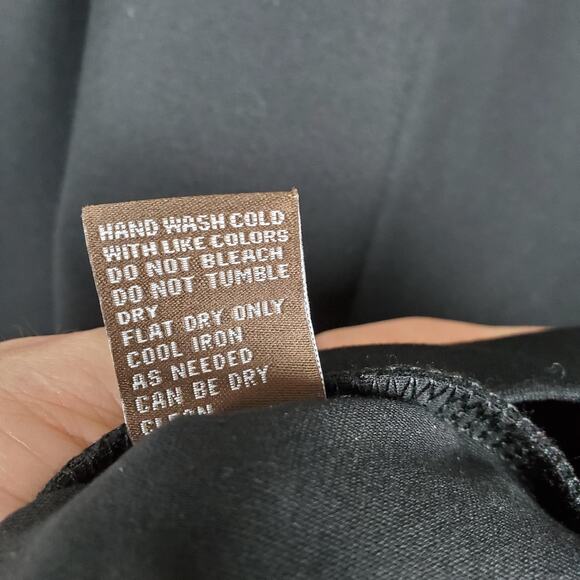 HAND WASH COLD
WITH LIKE COLORS
DO NOT BLEACH
DO NOT TUMBLE
DRY
FLAT DRY ONLY
COOL IRON
AS NEEDED
CAN BE DRY
CLEAN